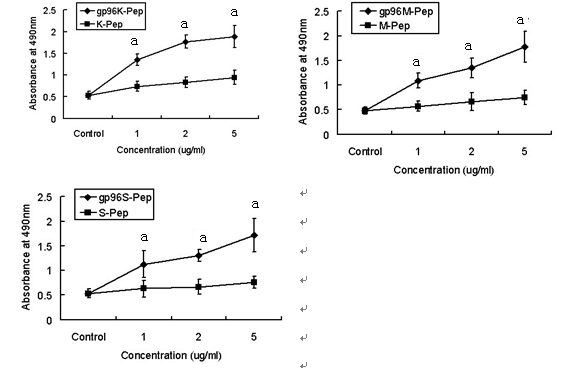 gp96K-Pep
K-Pep
Absorbance at 490nm
2.5
2
1.5
1
0.5
0
a
a
a
Control
1
2
5
Concentration (ug/ml)
gp96M-Pep
M-Pep
Absorbance at 490nm
2.5
2
1.5
1
0.5
0
a
a
a
Control
1
2
5
Concentration (ug/ml)
gp96S-Pep
S-Pep
Absorbance at 490nm
2.5
2
1.5
1
0.5
0
a
a
a
Control
1
2
5
Concentration (ug/ml)